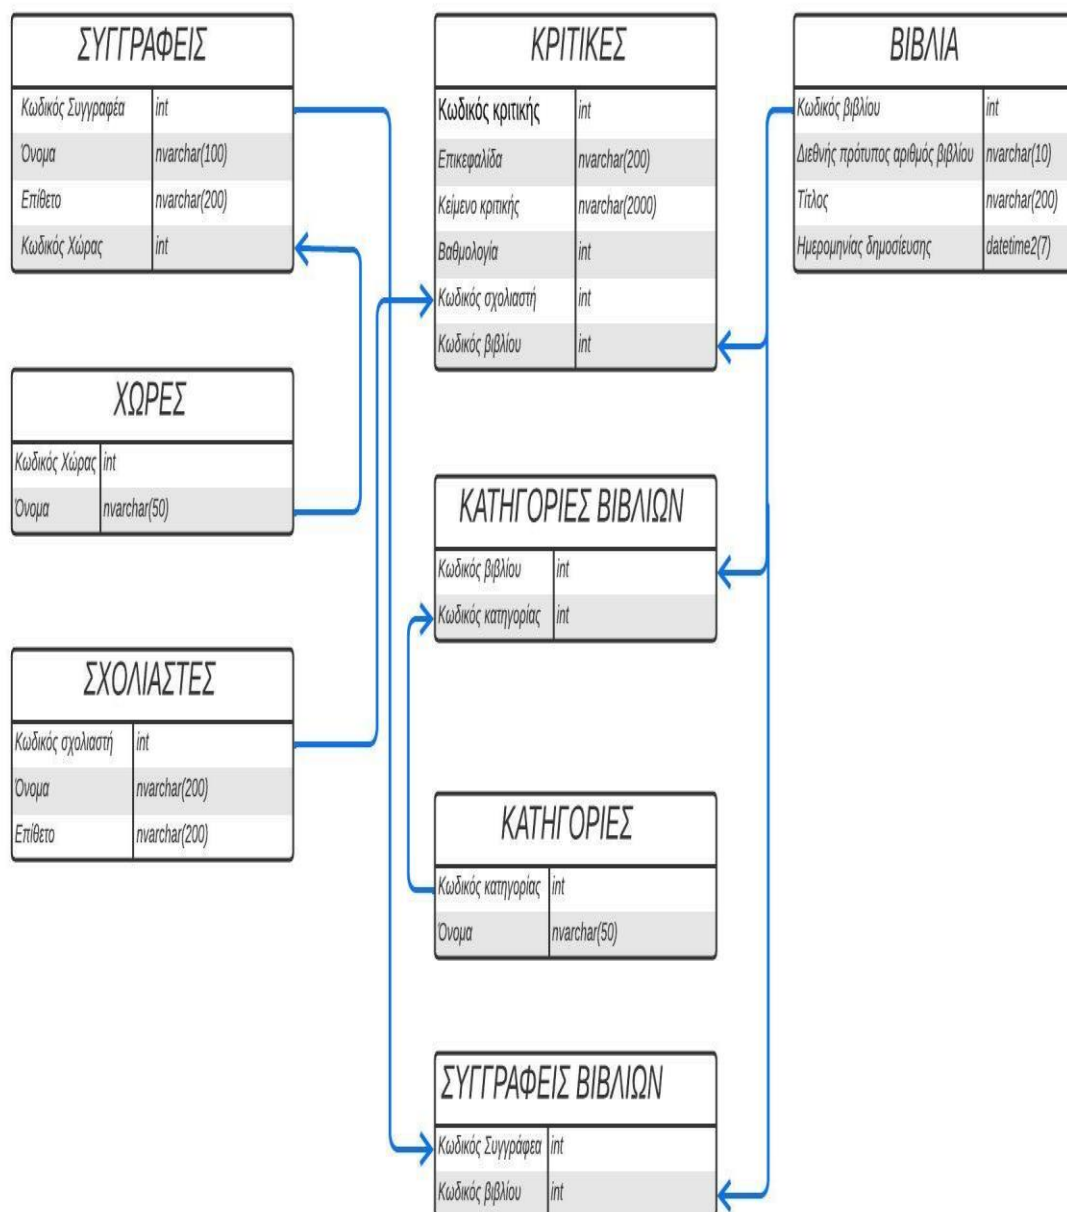 ΣΥΓΓΡΑΦΕΙΣ
Κωδικός Συγγραφέα int
Όνομα nvarchar(100)
Επίθετο nvarchar(200)
Κωδικός Χώρας int
ΧΩΡΕΣ
Κωδικός Χώρας int
Όνομα nvarchar(50)
ΣΧΟΛΙΑΣΤΕΣ
Κωδικός σχολιαστή int
Όνομα nvarchar(200)
Επίθετο nvarchar(200)
ΚΡΙΤΙΚΕΣ
Κωδικός κριτικής int
Επικεφαλίδα nvarchar(200)
Κείμενο κριτικής nvarchar(2000)
Βαθμολογία int
Κωδικός σχολιαστή int
Κωδικός βιβλίου int
ΚΑΤΗΓΟΡΙΕΣ ΒΙΒΛΙΩΝ
Κωδικός βιβλίου int
Κωδικός κατηγορίας int
ΚΑΤΗΓΟΡΙΕΣ
Κωδικός κατηγορίας int
Όνομα nvarchar(50)
ΣΥΓΓΡΑΦΕΙΣ ΒΙΒΛΙΩΝ
Κωδικός Συγγράφεα int
Κωδικός βιβλίου int
ΒΙΒΛΙΑ
Κωδικός βιβλίου int
Διεθνής πρότυπος αριθμός βιβλίου nvarchar(10)
Τίτλος nvarchar(200)
Ημερομηνίας δημοσίευσης datetime2(7)